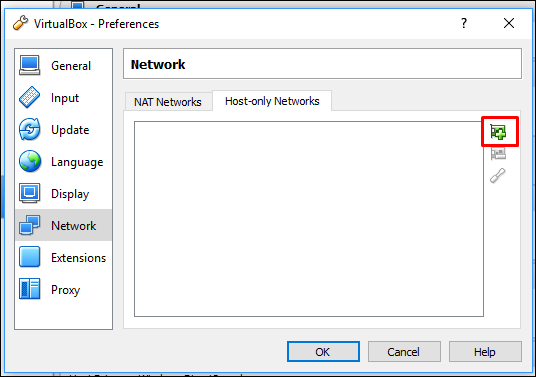 General
VirtualBox - Preferences
?
General
Input
Update
Language
Display
Network
Extensions
Proxy
Network
NAT Networks
Host-only Networks
OK
Cancel
Help